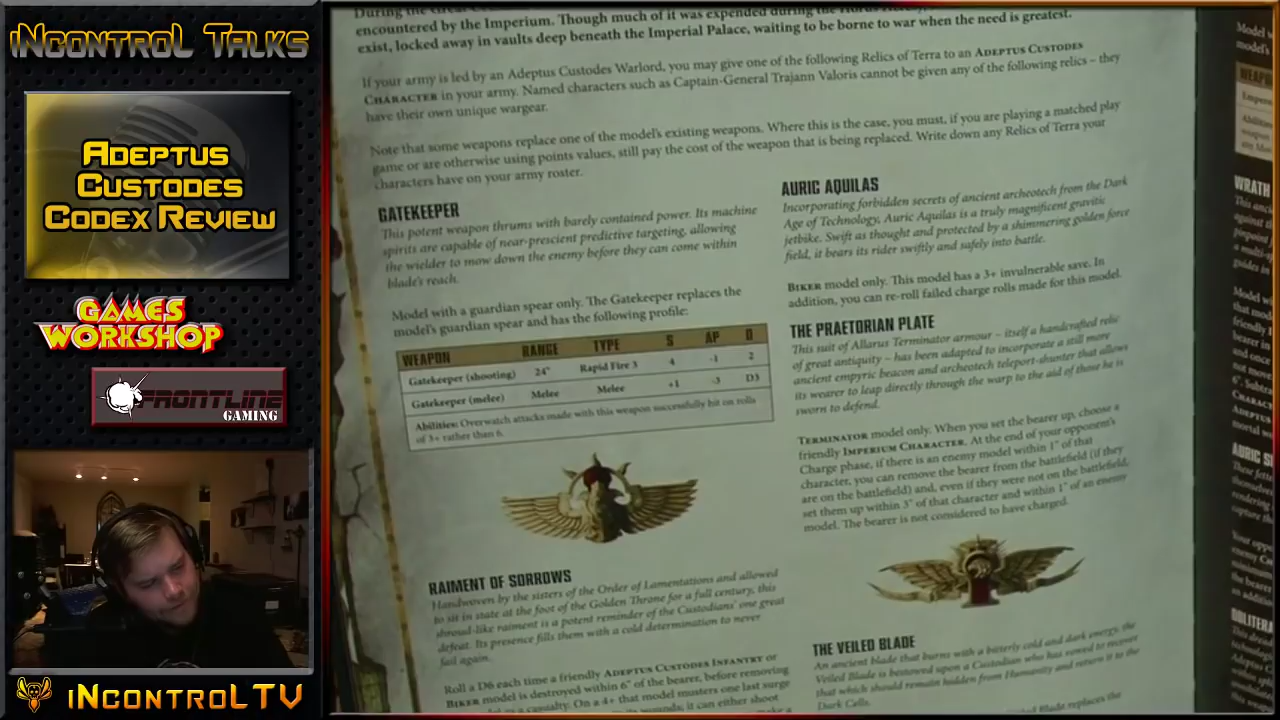 iNcontroL Talks
Adeptus
Custodes
Codex Review
GAMES
WORKSHOP
FRONTLINE
GAMING
iNcontroLTV
encountered by the Imperium. Though much of it was expended during the
exist, locked away in vaults deep beneath the Imperial Palace, waiting to be borne to war when the need is greatest.
If your army is led by an Adeptus Custodes Warlord, you may give one of the following Relics of Terra to an ADEPTUS CUSTODES
CHARACTER in your army. Named characters such as Captain-General Trajann Valoris cannot be given any of the following relics – they
have their own unique wargear.
Note that some weapons replace one of the model's existing weapons. Where this is the case, you must, if you are playing a matched play
game or are otherwise using points values, still pay the cost of the weapon that is being replaced. Write down any Relics of Terra your
characters have on your army roster.
GATEKEEPER
This potent weapon thrums with barely contained power. Its machine
spirits are capable of near-prescient predictive targeting, allowing
the wielder to mow down the enemy before they can come within
blade's reach.
Model with a guardian spear only. The Gatekeeper replaces the
model's guardian spear and has the following profile:
WEAPON RANGE TYPE S AP D
Gatekeeper (shooting) 24" Rapid Fire 3 4 -1 2
Gatekeeper (melee) Melee Melee +1 -3 D3
Abilities: Overwatch attacks made with this weapon successfully hit on rolls
of 5+ rather than 6.
RAIMENT OF SORROWS
Handwoven by the sisters of the Order of Lamentations and allowed
to sit in state at the foot of the Golden Throne for a full century, this
shroud-like raiment is a potent reminder of the Custodians' one great
defeat. Its presence fills them with a cold determination to never
fail again.
Roll a D6 each time a friendly ADEPTUS CUSTODES INFANTRY or
BIKER model is destroyed within 6" of the bearer, before removing
a casualty. On a 4+ that model musters one last surge
its wounds; it can either shoot
AURIC AQUILAS
Incorporating forbidden secrets of ancient archeotech from the Dark
Age of Technology, Auric Aquilas is a truly magnificent gravitic
jetbike. Swift as thought and protected by a shimmering golden force
field, it bears its rider swiftly and safely into battle.
BIKER model only. This model has a 3+ invulnerable save. In
addition, you can re-roll failed charge rolls made for this model.
THE PRAETORIAN PLATE
This suit of Allarus Terminator armour – itself a handcrafted relic
of great antiquity – has been adapted to incorporate a still more
ancient empyric beacon and archeotech teleport-shunter that allows
its wearer to leap directly through the warp to the aid of those he is
sworn to defend.
TERMINATOR model only. When you set the bearer up, choose a
friendly IMPERIUM CHARACTER. At the end of your opponent's
Charge phase, if there is an enemy model within 1" of that
character, you can remove the bearer from the battlefield (if they
are on the battlefield) and, even if they were not on the battlefield,
set them up within 3" of that character and within 1" of an enemy
model. The bearer is not considered to have charged.
THE VEILED BLADE
An ancient blade that burns with a bitterly cold and dark energy, the
Veiled Blade is bestowed upon a Custodian who has vowed to recover
that which should remain hidden from Humanity and return it to the
Dark Cells.
Blade replaces the
WRATH